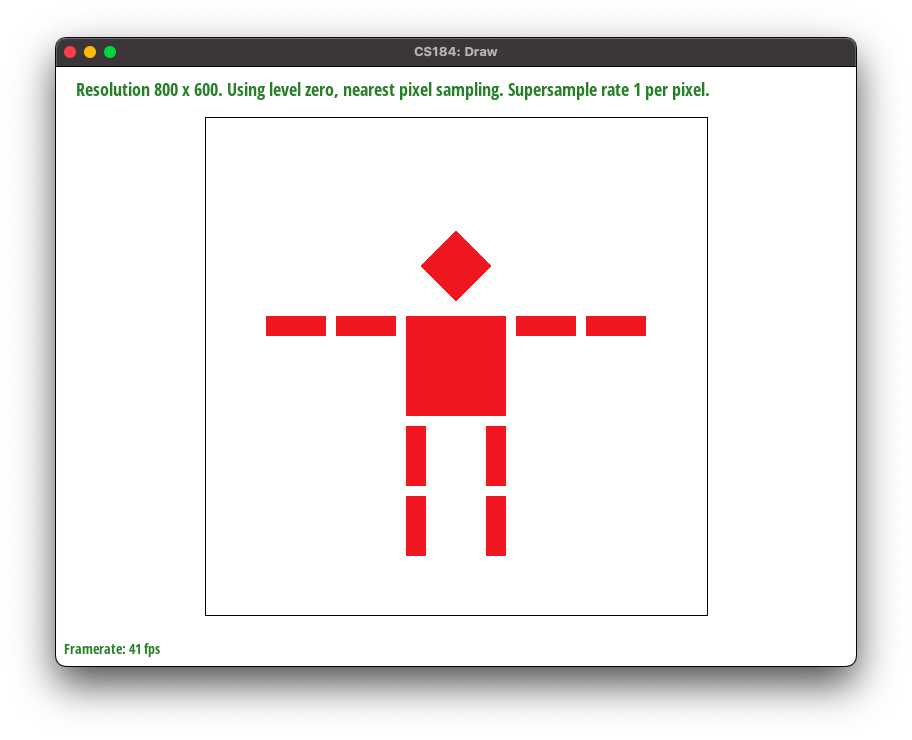 CS184: Draw
Resolution 800 x 600. Using level zero, nearest pixel sampling. Supersample rate 1 per pixel.
Framerate: 41 fps